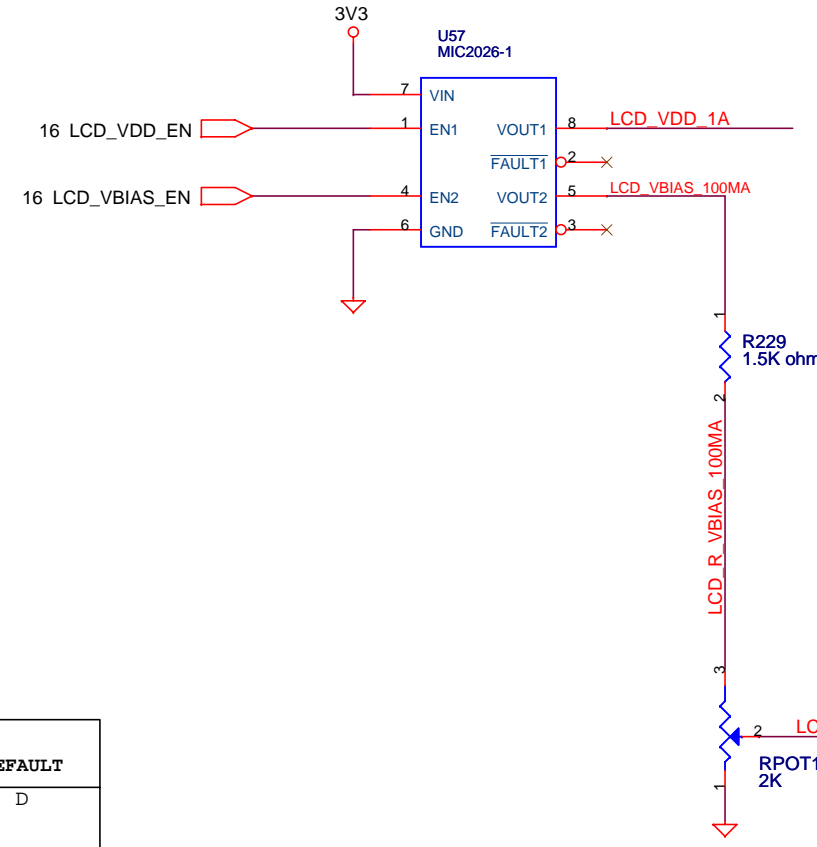 3V3
U57
MIC2026-1
7 VIN
16 LCD_VDD_EN 1 EN1 VOUT1 8 LCD_VDD_1A
FAULT1 2
16 LCD_VBIAS_EN 4 EN2 VOUT2 5 LCD_VBIAS_100MA
6 GND FAULT2 3
1
R229
1.5K ohm
2
LCD_R_VBIAS_100MA
3
2 LC
RPOT1
2K
1
EFAULT
D